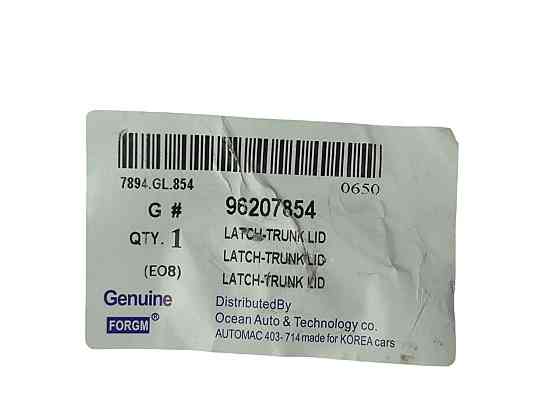 7894.GL.854 0650
G # 96207854
QTY. 1 LATCH-TRUNK LID
LATCH-TRUNK LID
(EO8) LATCH-TRUNK LID
Genuine
FORGM®
DistributedBy
Ocean Auto & Technology co.
AUTOMAC 403-714 made for KOREA cars